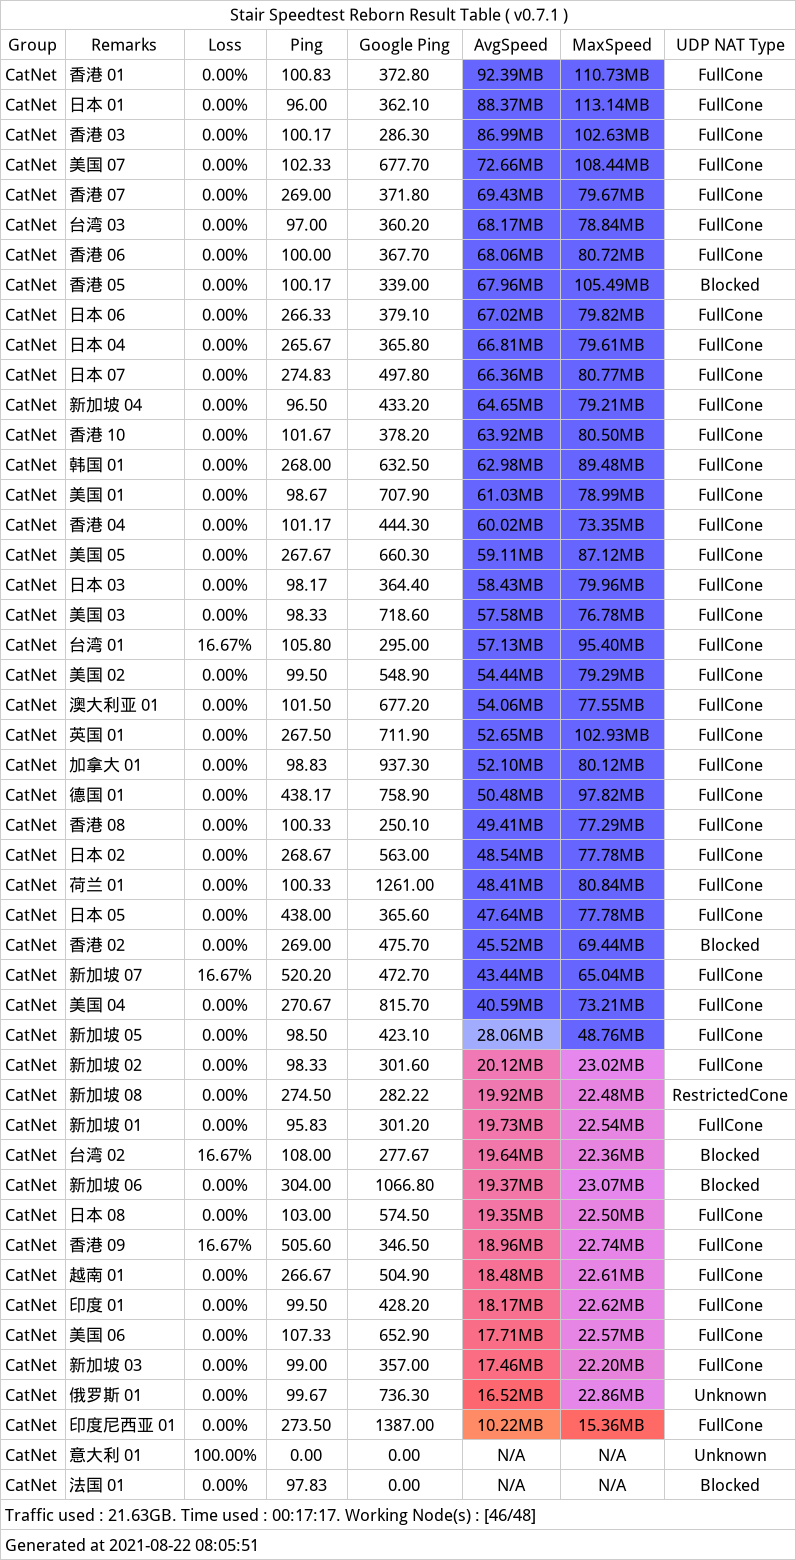 Stair Speedtest Reborn Result Table ( v0.7.1 )
Group Remarks Loss Ping Google Ping AvgSpeed MaxSpeed UDP NAT Type
CatNet 香港 01 0.00% 100.83 372.80 92.39MB 110.73MB FullCone
CatNet 日本 01 0.00% 96.00 362.10 88.37MB 113.14MB FullCone
CatNet 香港 03 0.00% 100.17 286.30 86.99MB 102.63MB FullCone
CatNet 美国 07 0.00% 102.33 677.70 72.66MB 108.44MB FullCone
CatNet 香港 07 0.00% 269.00 371.80 69.43MB 79.67MB FullCone
CatNet 台湾 03 0.00% 97.00 360.20 68.17MB 78.84MB FullCone
CatNet 香港 06 0.00% 100.00 367.70 68.06MB 80.72MB FullCone
CatNet 香港 05 0.00% 100.17 339.00 67.96MB 105.49MB Blocked
CatNet 日本 06 0.00% 266.33 379.10 67.02MB 79.82MB FullCone
CatNet 日本 04 0.00% 265.67 365.80 66.81MB 79.61MB FullCone
CatNet 日本 07 0.00% 274.83 497.80 66.36MB 80.77MB FullCone
CatNet 新加坡 04 0.00% 96.50 433.20 64.65MB 79.21MB FullCone
CatNet 香港 10 0.00% 101.67 378.20 63.92MB 80.50MB FullCone
CatNet 韩国 01 0.00% 268.00 632.50 62.98MB 89.48MB FullCone
CatNet 美国 01 0.00% 98.67 707.90 61.03MB 78.99MB FullCone
CatNet 香港 04 0.00% 101.17 444.30 60.02MB 73.35MB FullCone
CatNet 美国 05 0.00% 267.67 660.30 59.11MB 87.12MB FullCone
CatNet 日本 03 0.00% 98.17 364.40 58.43MB 79.96MB FullCone
CatNet 美国 03 0.00% 98.33 718.60 57.58MB 76.78MB FullCone
CatNet 台湾 01 16.67% 105.80 295.00 57.13MB 95.40MB FullCone
CatNet 美国 02 0.00% 99.50 548.90 54.44MB 79.29MB FullCone
CatNet 澳大利亚 01 0.00% 101.50 677.20 54.06MB 77.55MB FullCone
CatNet 英国 01 0.00% 267.50 711.90 52.65MB 102.93MB FullCone
CatNet 加拿大 01 0.00% 98.83 937.30 52.10MB 80.12MB FullCone
CatNet 德国 01 0.00% 438.17 758.90 50.48MB 97.82MB FullCone
CatNet 香港 08 0.00% 100.33 250.10 49.41MB 77.29MB FullCone
CatNet 日本 02 0.00% 268.67 563.00 48.54MB 77.78MB FullCone
CatNet 荷兰 01 0.00% 100.33 1261.00 48.41MB 80.84MB FullCone
CatNet 日本 05 0.00% 438.00 365.60 47.64MB 77.78MB FullCone
CatNet 香港 02 0.00% 269.00 475.70 45.52MB 69.44MB Blocked
CatNet 新加坡 07 16.67% 520.20 472.70 43.44MB 65.04MB FullCone
CatNet 美国 04 0.00% 270.67 815.70 40.59MB 73.21MB FullCone
CatNet 新加坡 05 0.00% 98.50 423.10 28.06MB 48.76MB FullCone
CatNet 新加坡 02 0.00% 98.33 301.60 20.12MB 23.02MB FullCone
CatNet 新加坡 08 0.00% 274.50 282.22 19.92MB 22.48MB RestrictedCone
CatNet 新加坡 01 0.00% 95.83 301.20 19.73MB 22.54MB FullCone
CatNet 台湾 02 16.67% 108.00 277.67 19.64MB 22.36MB Blocked
CatNet 新加坡 06 0.00% 304.00 1066.80 19.37MB 23.07MB Blocked
CatNet 日本 08 0.00% 103.00 574.50 19.35MB 22.50MB FullCone
CatNet 香港 09 16.67% 505.60 346.50 18.96MB 22.74MB FullCone
CatNet 越南 01 0.00% 266.67 504.90 18.48MB 22.61MB FullCone
CatNet 印度 01 0.00% 99.50 428.20 18.17MB 22.62MB FullCone
CatNet 美国 06 0.00% 107.33 652.90 17.71MB 22.57MB FullCone
CatNet 新加坡 03 0.00% 99.00 357.00 17.46MB 22.20MB FullCone
CatNet 俄罗斯 01 0.00% 99.67 736.30 16.52MB 22.86MB Unknown
CatNet 印度尼西亚 01 0.00% 273.50 1387.00 10.22MB 15.36MB FullCone
CatNet 意大利 01 100.00% 0.00 0.00 N/A N/A Unknown
CatNet 法国 01 0.00% 97.83 0.00 N/A N/A Blocked
Traffic used : 21.63GB. Time used : 00:17:17. Working Node(s) : [46/48]
Generated at 2021-08-22 08:05:51